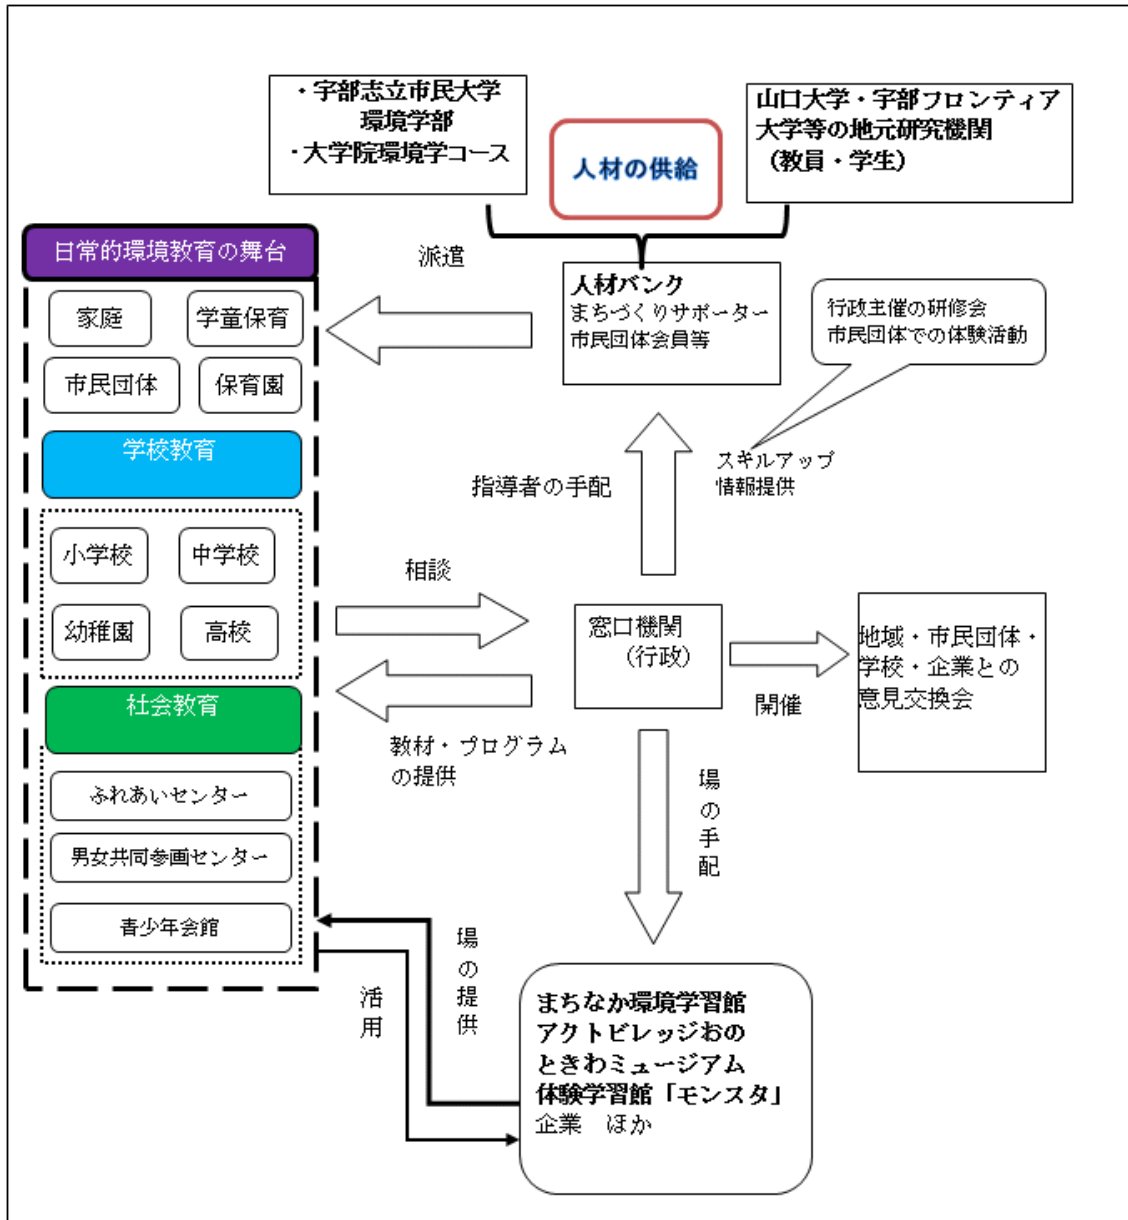 ・宇部志立市民大学
環境学部
・大学院環境学コース
人材の供給
山口大学・宇部フロンティア
大学等の地元研究機関
（教員・学生）
日常的環境教育の舞台
派遣
人材バンク
まちづくりサポーター
市民団体会員等
行政主催の研修会
市民団体での体験活動
家庭
学童保育
市民団体
保育園
学校教育
指導者の手配
スキルアップ
情報提供
小学校
中学校
幼稚園
高校
相談
窓口機関
（行政）
開催
地域・市民団体・
学校・企業との
意見交換会
社会教育
教材・プログラム
の提供
ふれあいセンター
男女共同参画センター
青少年会館
場の手配
場の提供
活用
まちなか環境学習館
アクトビレッジおの
ときわミュージアム
体験学習館「モンスタ」
企業　ほか